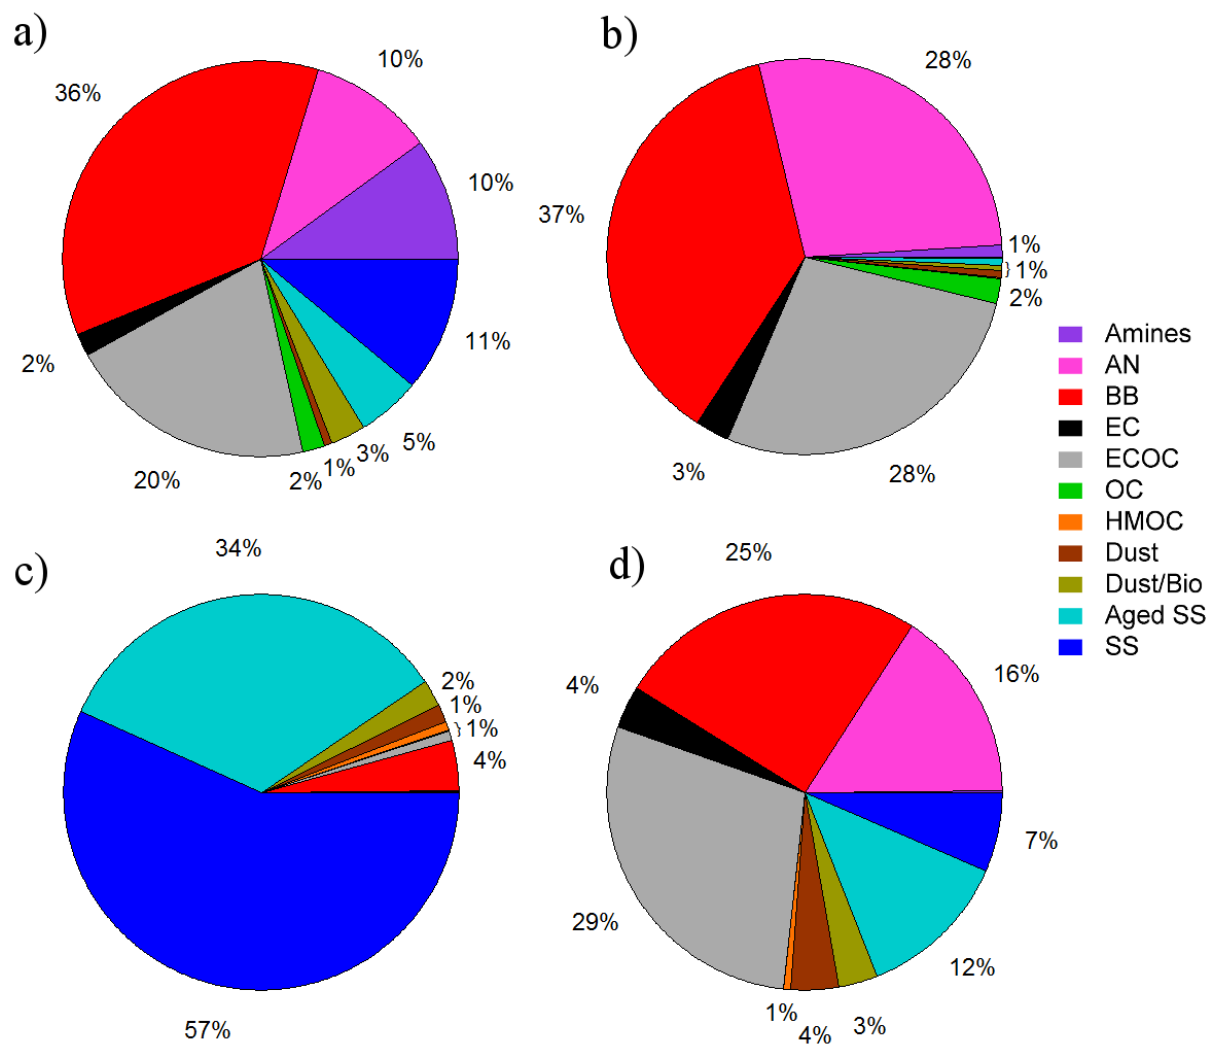 a)
10%
36%
10%
11%
2%
5%
3%
1%
2%
20%
b)
28%
37%
1%
} 1%
2%
3%
28%
Amines
AN
BB
EC
ECOC
OC
HMOC
Dust
Dust/Bio
Aged SS
SS
c)
34%
2%
1%
} 1%
4%
57%
d)
25%
16%
4%
7%
29%
12%
1%
4%
3%